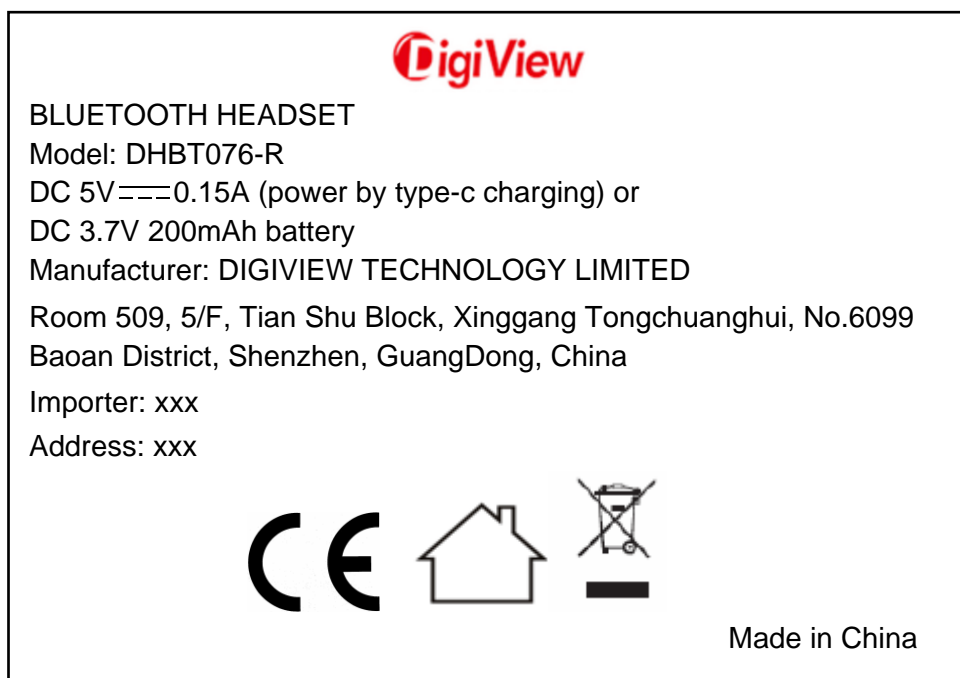 DigiView
BLUETOOTH HEADSET
Model: DHBT076-R
DC 5V⎓0.15A (power by type-c charging) or
DC 3.7V 200mAh battery
Manufacturer: DIGIVIEW TECHNOLOGY LIMITED
Room 509, 5/F, Tian Shu Block, Xinggang Tongchuanghui, No.6099
Baoan District, Shenzhen, GuangDong, China
Importer: xxx
Address: xxx
CE
Made in China